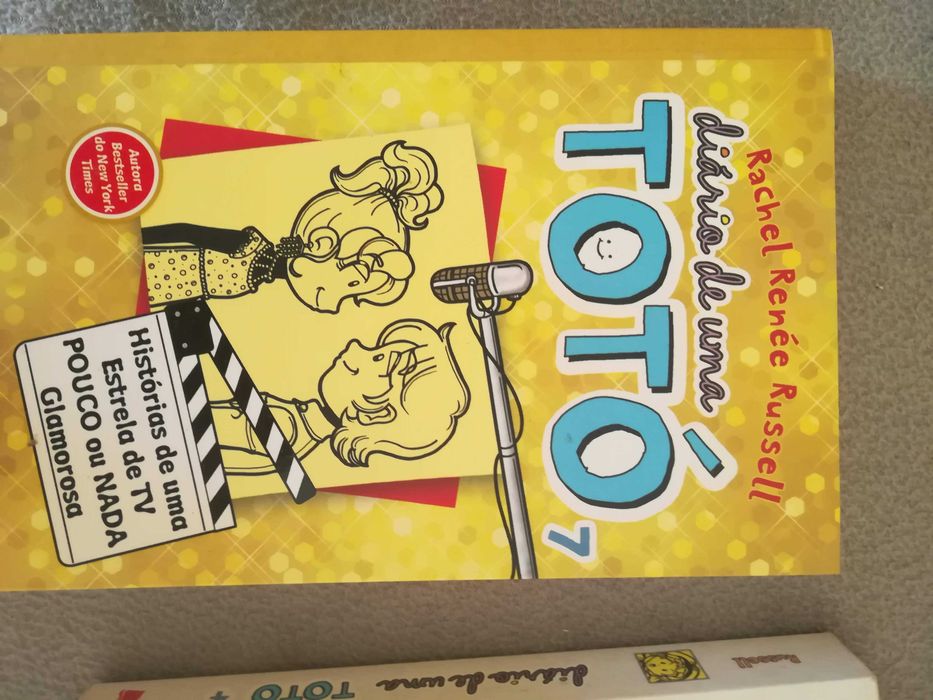 Rachel Renée Russell
diário de uma
TOTÓ
7
Autora
Bestseller
do New York
Times
Histórias de uma
Estrela de TV
POUCO ou NADA
Glamorosa
Russell
diário de uma
TOTÓ